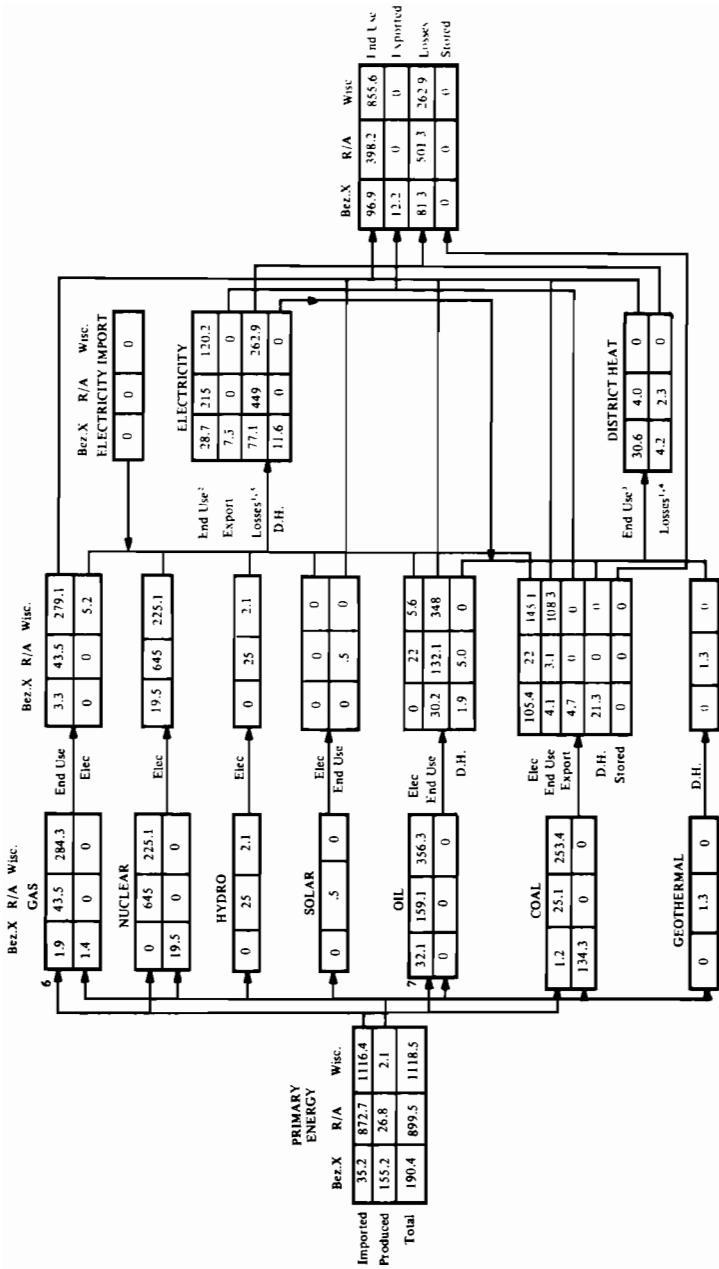 PRIMARY
ENERGY
Bez.X R/A Wisc.
Imported 35.2 872.7 1116.4
Produced 155.2 26.8 2.1
Total 190.4 899.5 1118.5
Bez.X R/A Wisc.
GAS
6
1.9 43.5 284.3
1.4 0 0
NUCLEAR
0 645 225.1
19.5 0 0
HYDRO
0 25 2.1
SOLAR
0 .5 0
OIL
7
32.1 159.1 356.3
0 0 0
COAL
1.2 25.1 253.4
134.3 0 0
GEOTHERMAL
0 1.3 0
Bez.X R/A Wisc.
End Use 3.3 43.5 279.1
Elec 0 0 5.2
Elec 19.5 645 225.1
Elec 0 25 2.1
Elec 0 0 0
End Use 0 .5 0
Elec 0 22 5.6
End Use 30.2 132.1 348
D.H. 1.9 5.0 0
Elec 105.4 22 145 1
End Use 4.1 3.1 108 3
Export 4.7 0 0
D.H. 21.3 0 0
Stored 0 0 0
D.H. 0 1.3 0
Bez.X R/A Wisc.
ELECTRICITY IMPORT
0 0 0
ELECTRICITY
End Use² 28.7 215 120.2
Export 7.5 0 0
Losses¹,⁵ 77.1 449 262.9
D.H. 11.6 0 0
DISTRICT HEAT
End Use³ 30.6 4.0 0
Losses¹,⁴ 4.2 2.3 0
Bez.X R/A Wisc
96.9 398.2 855.6 End Use
12.2 0 0 Exported
81 3 501 3 262 9 Losses
0 0 0 Stored